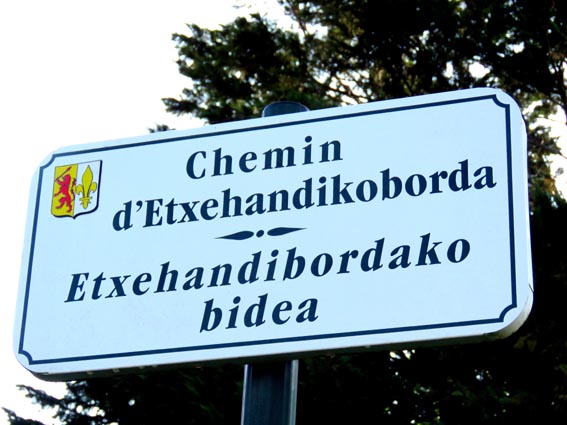 Chemin
d'Etxehandikoborda
Etxehandibordako
bidea